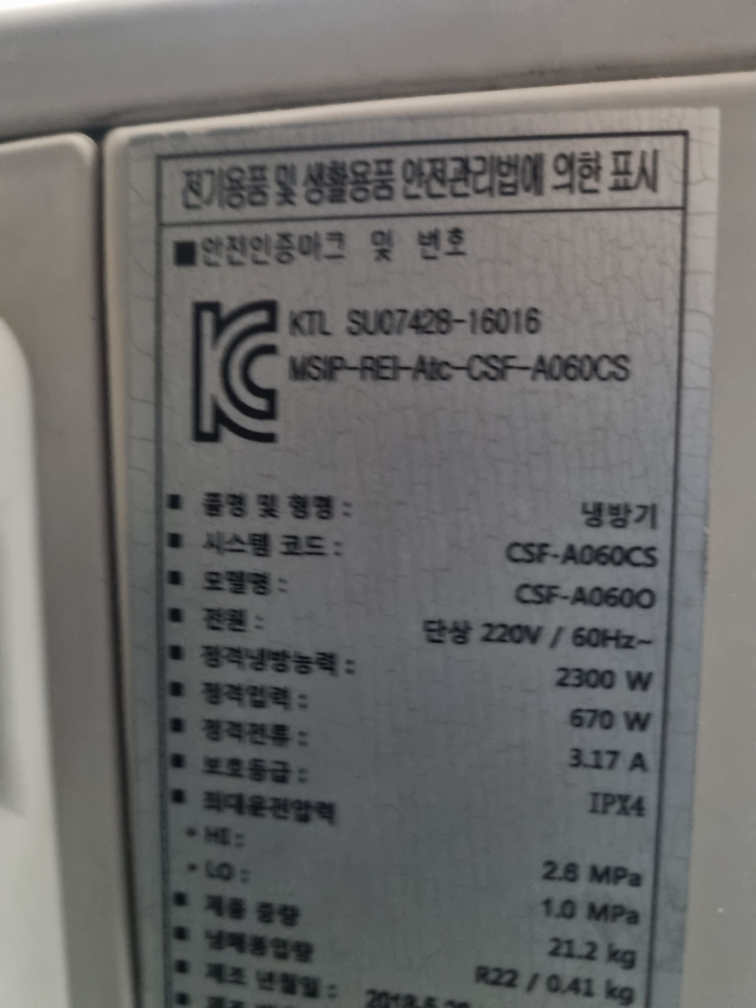 전기용품 및 생활용품 안전관리법에 의한 표시
■안전인증마크 및 번호
KTL SU07428-16016
MSIP-REI-Atc-CSF-A060CS
■ 품명 및 형명 : 냉방기
■ 시스템 코드 : CSF-A060CS
■ 모델명 : CSF-A060O
■ 전원 : 단상 220V / 60Hz~
■ 정격냉방능력 : 2300 W
■ 정격입력 : 670 W
■ 정격전류 : 3.17 A
■ 보호등급 : IPX4
■ 최대운전압력
• HI : 2.6 MPa
• LO : 1.0 MPa
■ 제품 중량 21.2 kg
■ 냉매봉입량 R22 / 0.41 kg
■ 제조 년월일 :
■ 제조